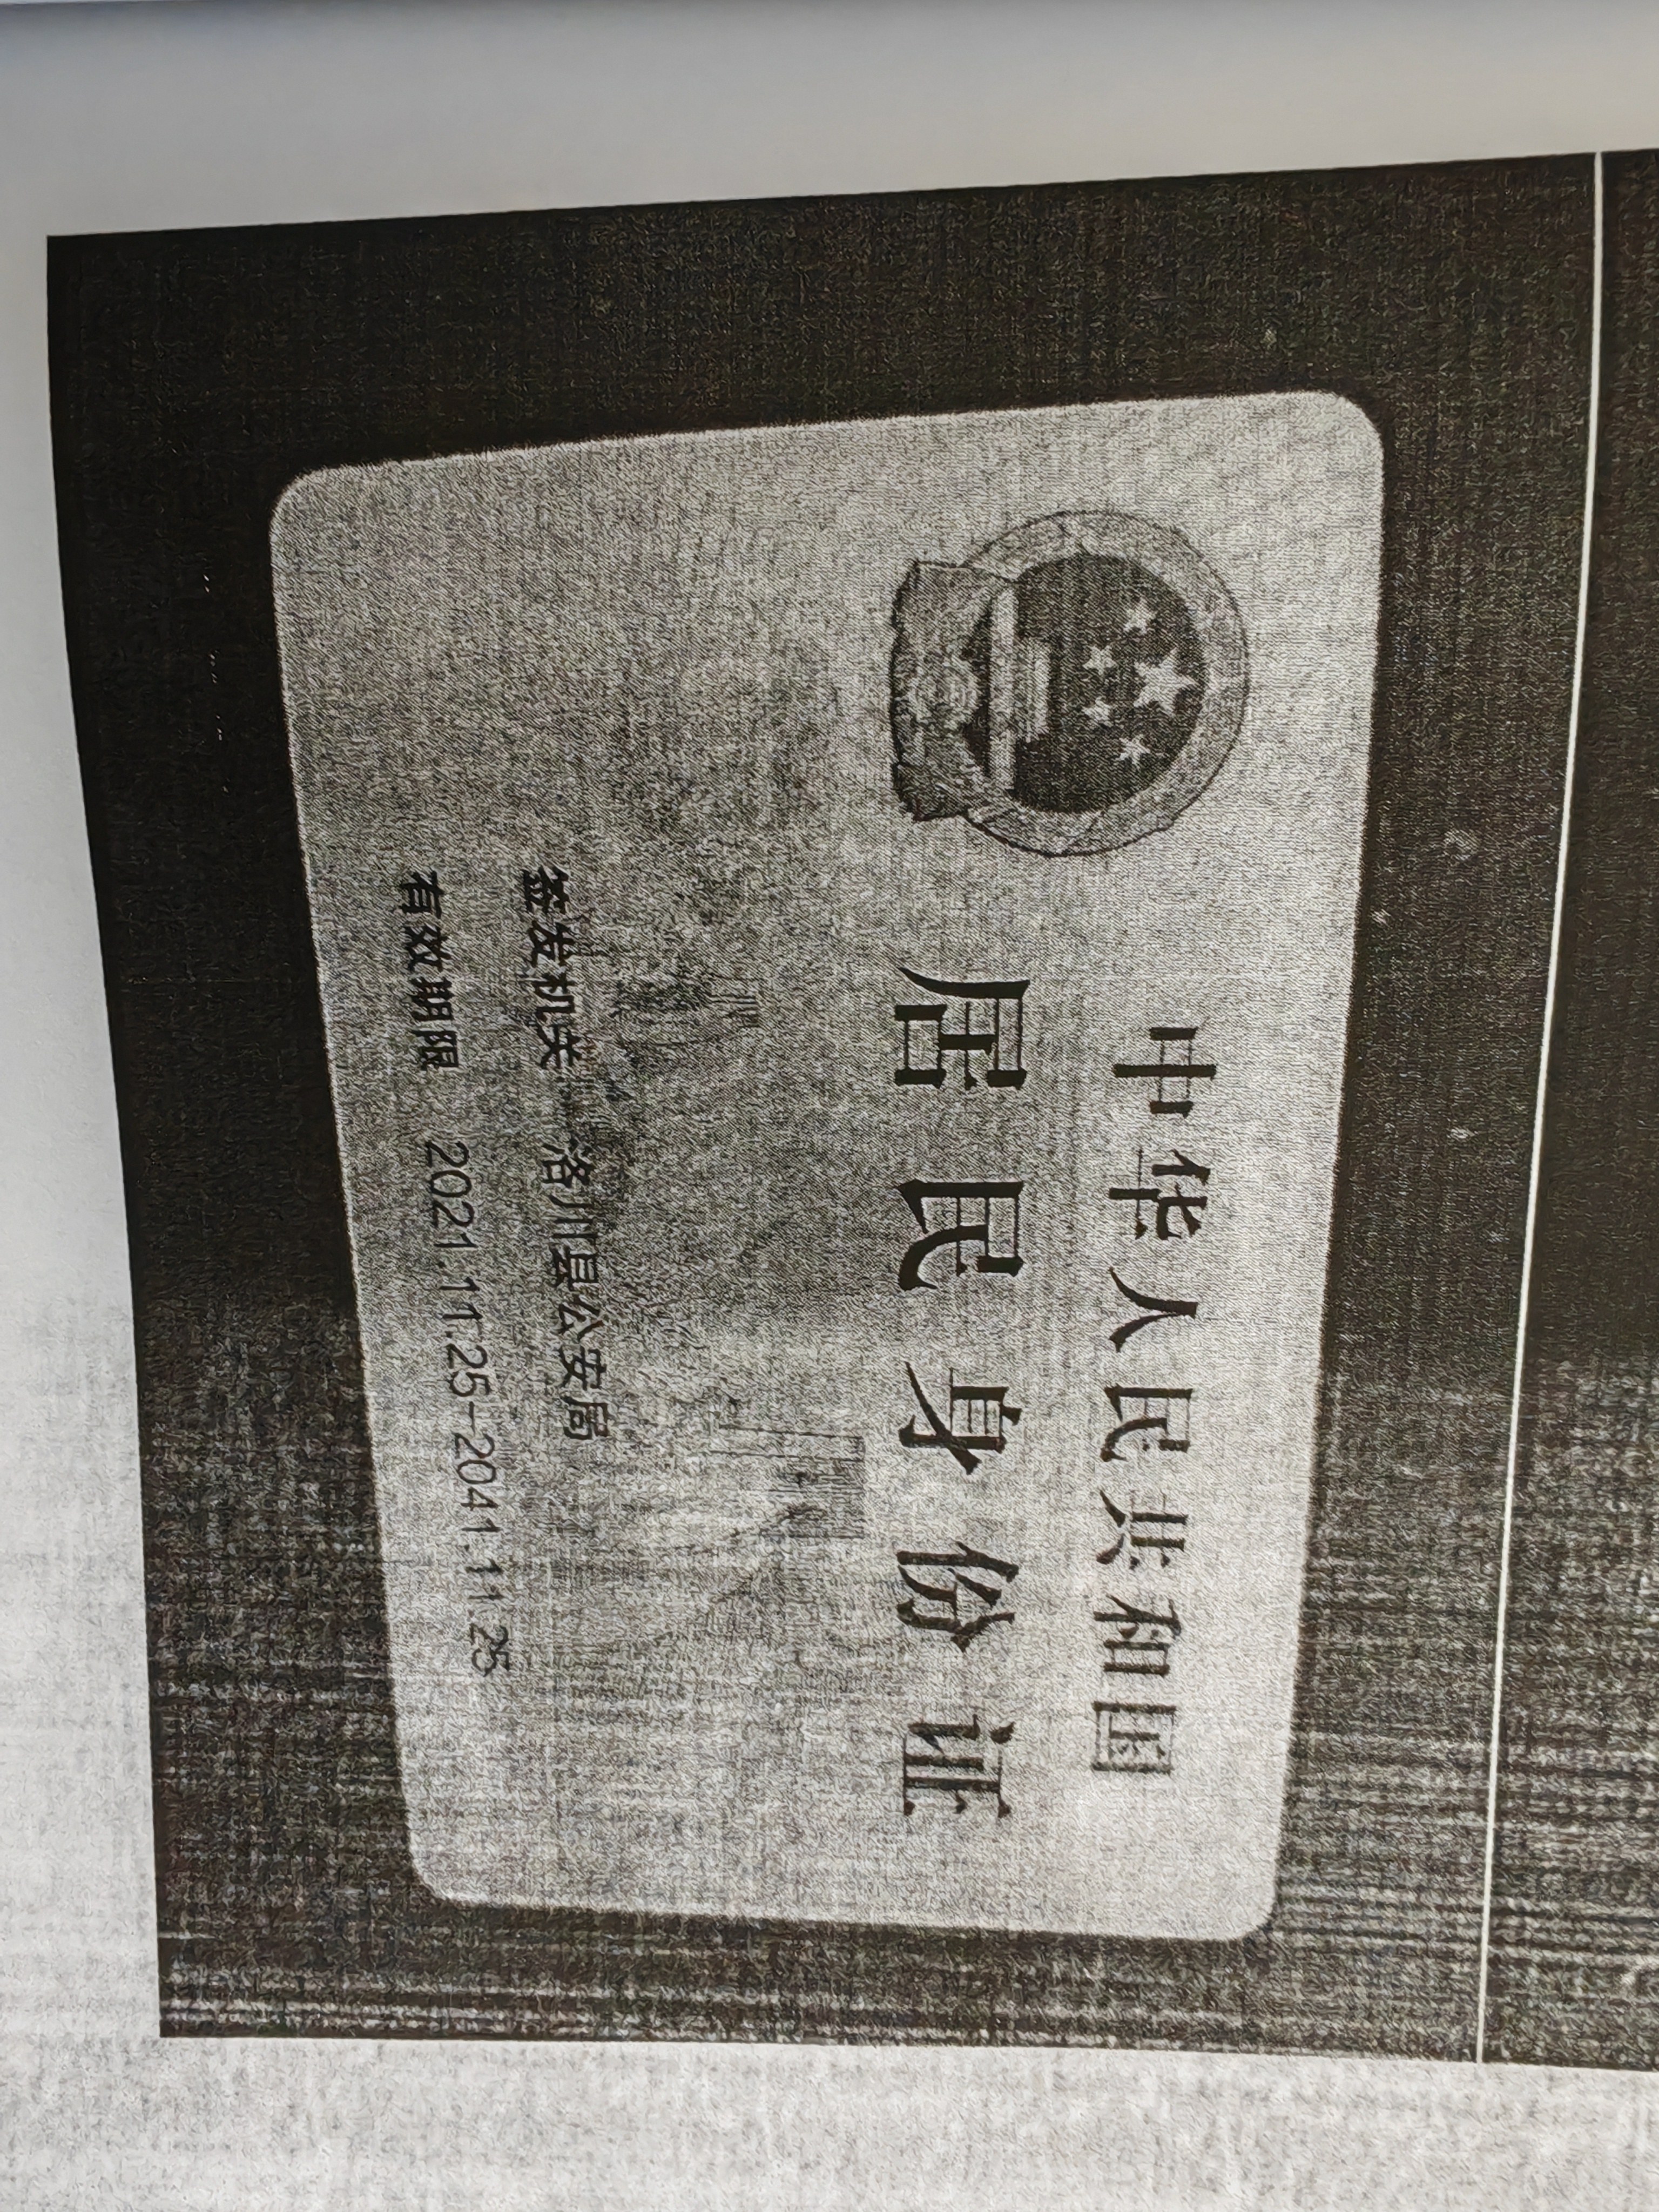 中华人民共和国
居民身份证
签发机关 洛川县公安局
有效期限 2021.11.25-2041.11.25